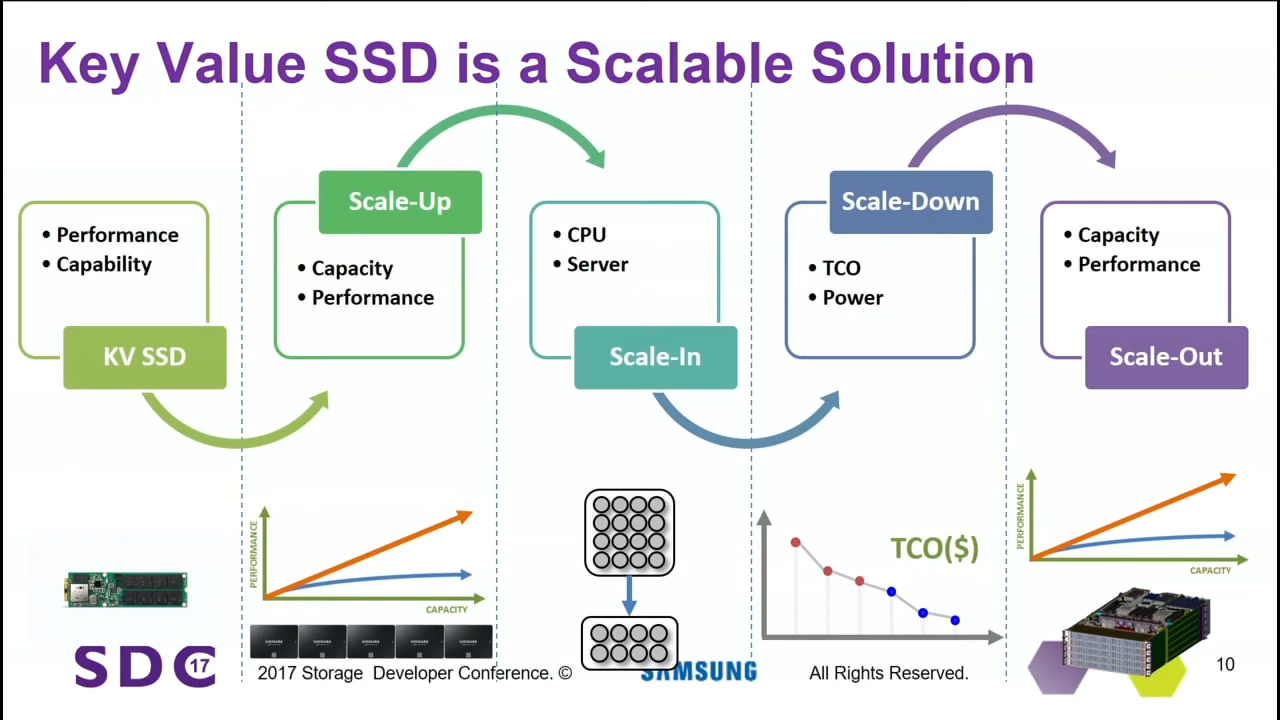 Key Value SSD is a Scalable Solution
• Performance
• Capability
KV SSD
Scale-Up
• Capacity
• Performance
• CPU
• Server
Scale-In
Scale-Down
• TCO
• Power
• Capacity
• Performance
Scale-Out
PERFORMANCE
CAPACITY
TCO($)
PERFORMANCE
CAPACITY
SDC 17
2017 Storage Developer Conference. ©
SAMSUNG
All Rights Reserved.
10